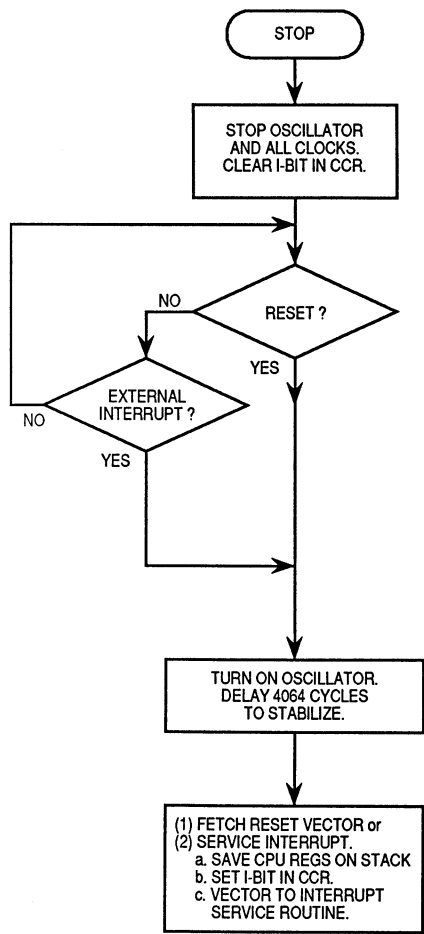 STOP
STOP OSCILLATOR
AND ALL CLOCKS.
CLEAR I-BIT IN CCR.
NO
RESET ?
YES
EXTERNAL
INTERRUPT ?
NO
YES
TURN ON OSCILLATOR.
DELAY 4064 CYCLES
TO STABILIZE.
(1) FETCH RESET VECTOR or
(2) SERVICE INTERRUPT.
a. SAVE CPU REGS ON STACK
b. SET I-BIT IN CCR.
c. VECTOR TO INTERRUPT
SERVICE ROUTINE.